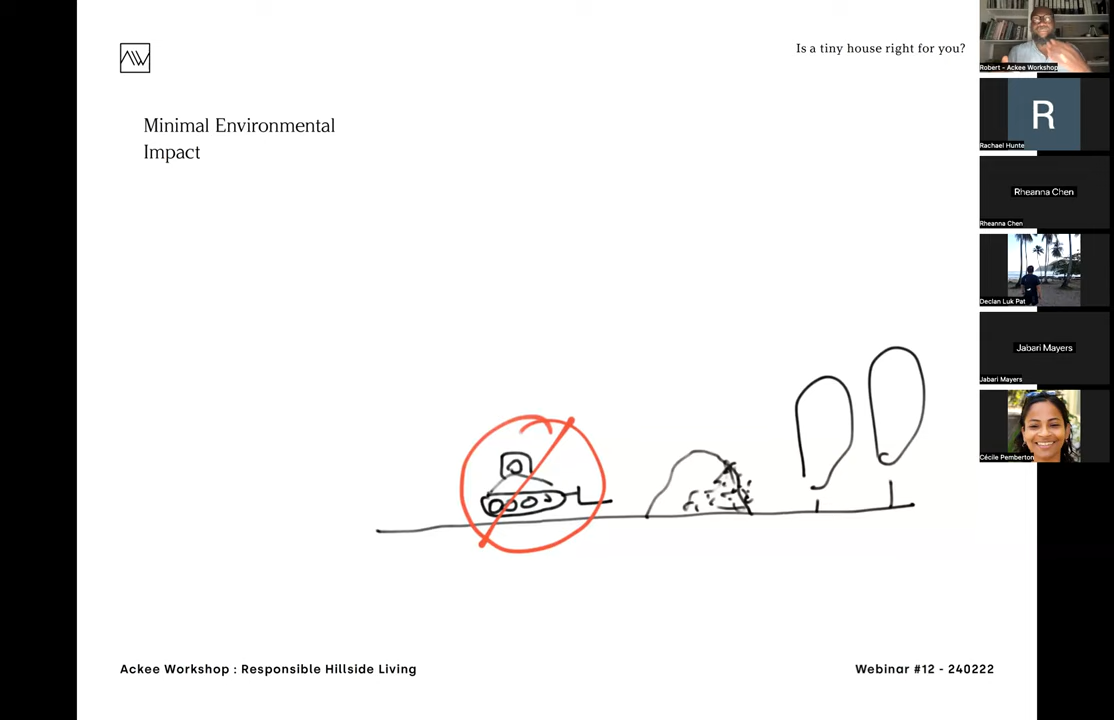 Is a tiny house right for you?
Minimal Environmental
Impact
Ackee Workshop : Responsible Hillside Living
Webinar #12 - 240222
Robert – Ackee Workshop
R
Rachael Hunte
Rheanna Chen
Rheanna Chen
Declan Luk Pat
Jabari Mayers
Jabari Mayers
Cécile Pemberton